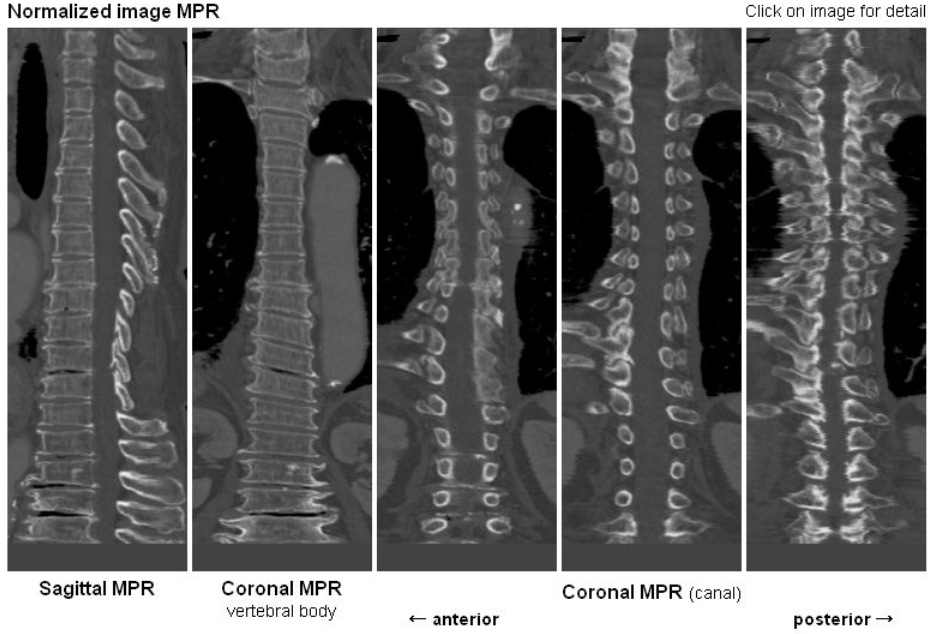 Normalized image MPR
Click on image for detail
Sagittal MPR
Coronal MPR
vertebral body
Coronal MPR (canal)
← anterior
posterior →